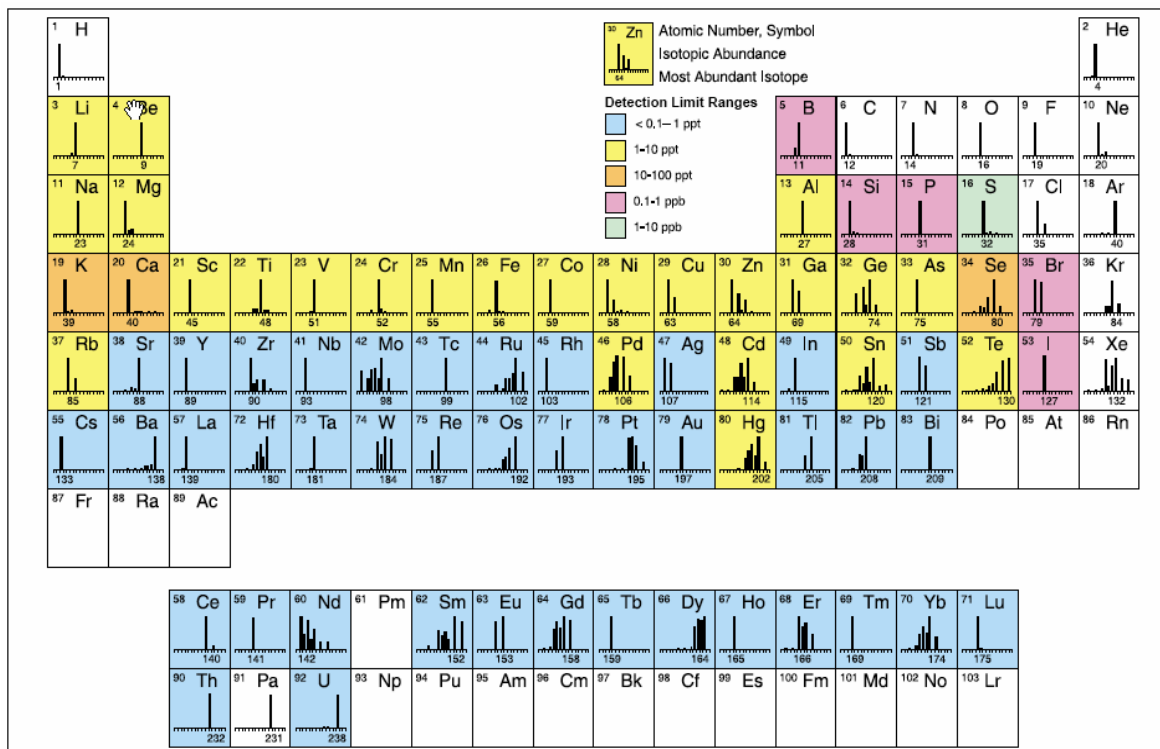 1 H
1
30 Zn
64
Atomic Number, Symbol
Isotopic Abundance
Most Abundant Isotope
2 He
4
Detection Limit Ranges
< 0.1– 1 ppt
1-10 ppt
10-100 ppt
0.1-1 ppb
1-10 ppb
3 Li 4 5 B 6 C 7 N 8 O 9 F 10 Ne
7 9 11 12 14 16 19 20
11 Na 12 Mg 13 Al 14 Si 15 P 16 S 17 Cl 18 Ar
23 24 27 28 31 32 35 40
19 K 20 Ca 21 Sc 22 Ti 23 V 24 Cr 25 Mn 26 Fe 27 Co 28 Ni 29 Cu 30 Zn 31 Ga 32 Ge 33 As 34 Se 35 Br 36 Kr
39 40 45 48 51 52 55 56 59 58 63 64 69 74 75 80 79 84
37 Rb 38 Sr 39 Y 40 Zr 41 Nb 42 Mo 43 Tc 44 Ru 45 Rh 46 Pd 47 Ag 48 Cd 49 In 50 Sn 51 Sb 52 Te 53 I 54 Xe
85 88 89 90 93 98 99 102 103 106 107 114 115 120 121 130 127 132
55 Cs 56 Ba 57 La 72 Hf 73 Ta 74 W 75 Re 76 Os 77 Ir 78 Pt 79 Au 80 Hg 81 Tl 82 Pb 83 Bi 84 Po 85 At 86 Rn
133 138 139 180 181 184 187 192 193 195 197 202 205 208 209
87 Fr 88 Ra 89 Ac
58 Ce 59 Pr 60 Nd 61 Pm 62 Sm 63 Eu 64 Gd 65 Tb 66 Dy 67 Ho 68 Er 69 Tm 70 Yb 71 Lu
140 141 142 152 153 158 159 164 165 166 169 174 175
90 Th 91 Pa 92 U 93 Np 94 Pu 95 Am 96 Cm 97 Bk 98 Cf 99 Es 100 Fm 101 Md 102 No 103 Lr
232 231 238